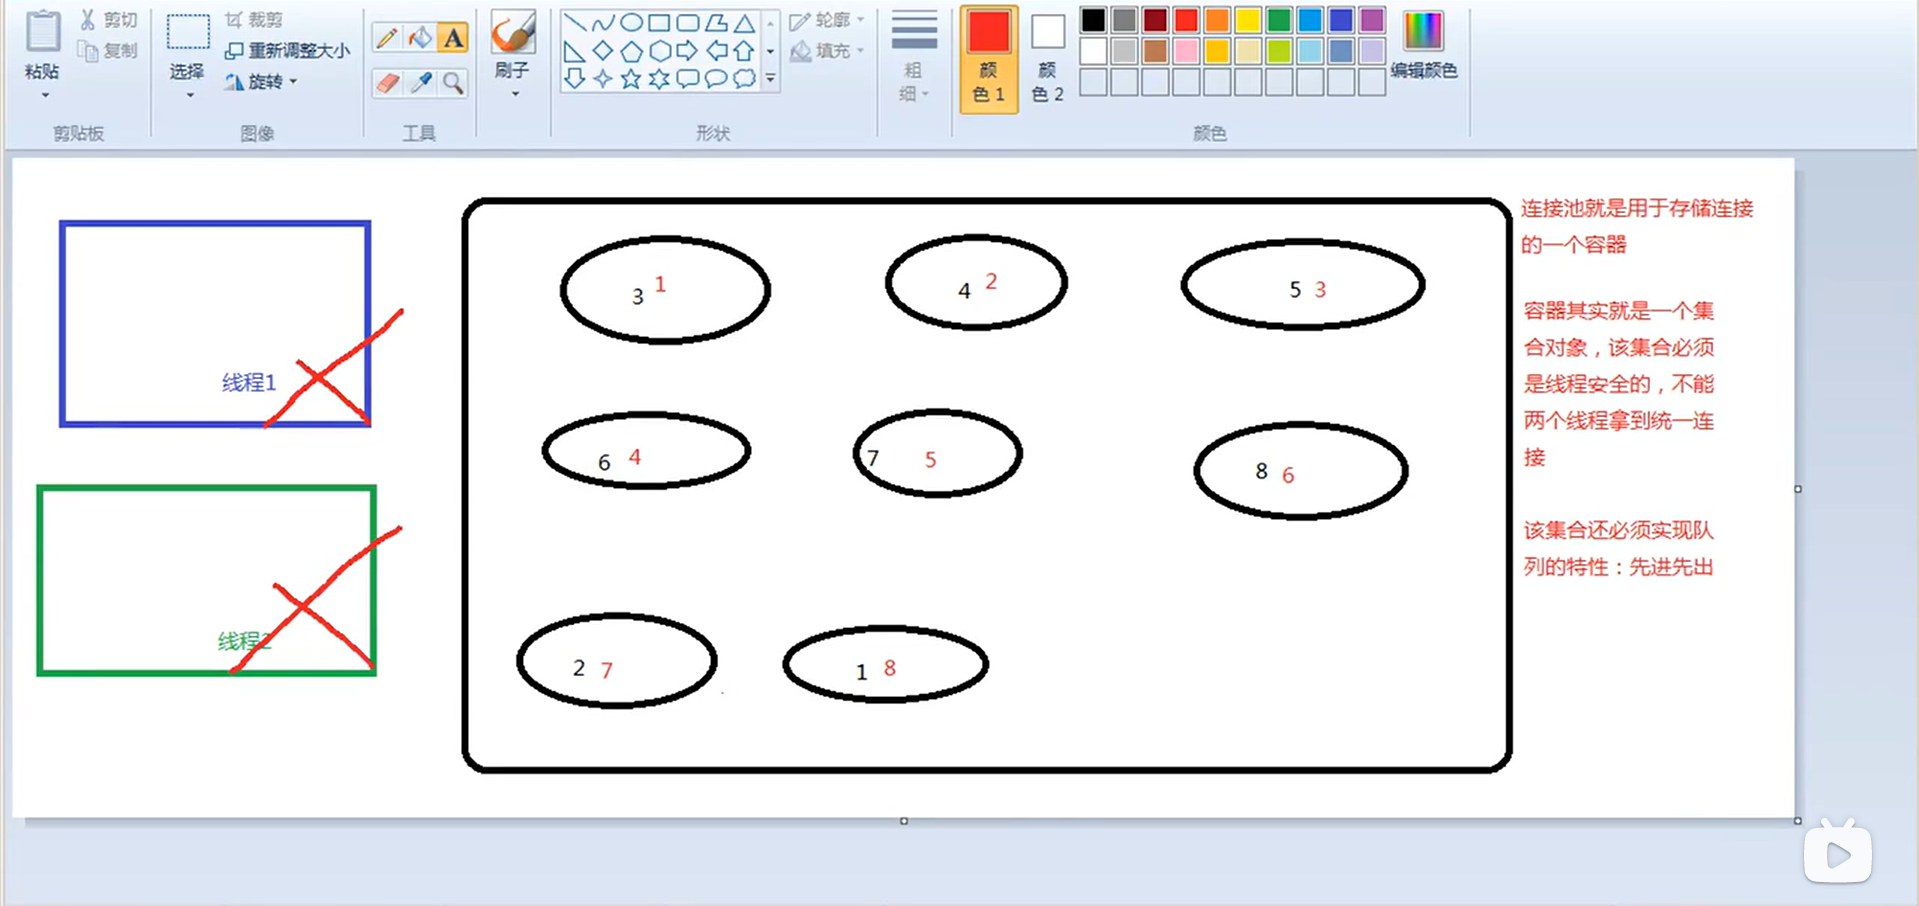 剪切
裁剪
复制
重新调整大小
粘贴
选择
旋转
A
刷子
轮廓
填充
粗
细
颜
色 1
颜
色 2
编辑颜色
剪贴板
图像
工具
形状
颜色
线程1
线程2
3 1
4 2
5 3
6 4
7 5
8 6
2 7
1 8
连接池就是用于存储连接
的一个容器
容器其实就是一个集
合对象，该集合必须
是线程安全的，不能
两个线程拿到统一连
接
该集合还必须实现队
列的特性：先进先出